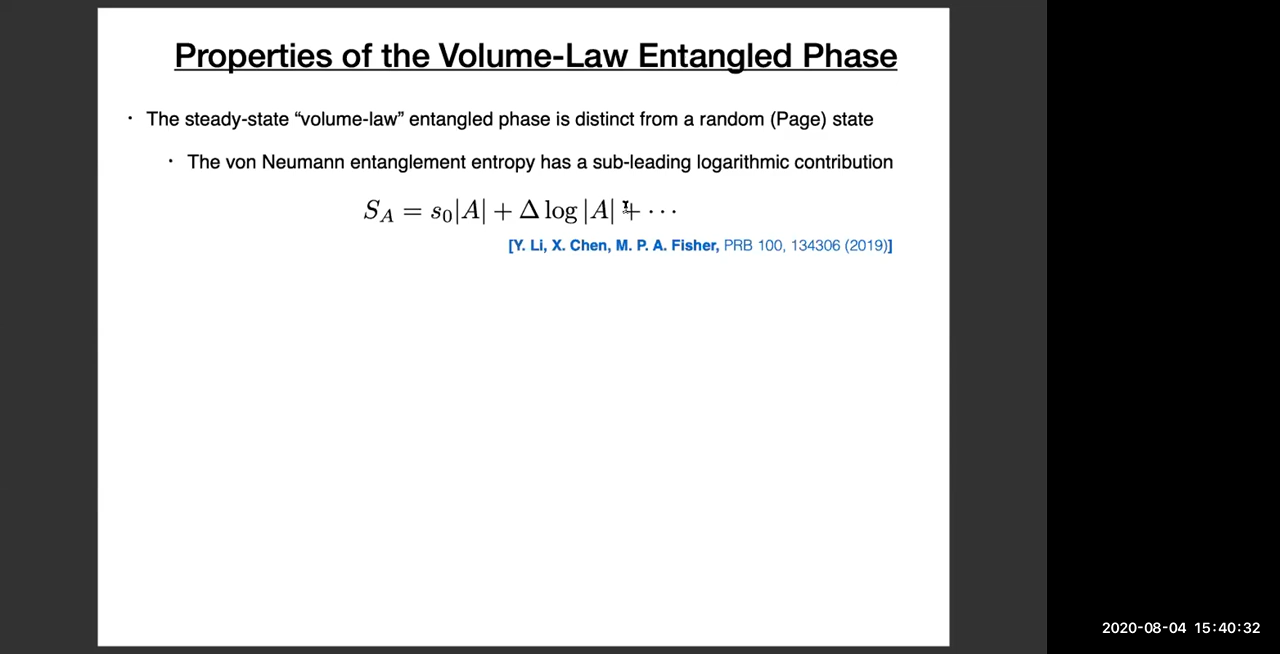 Properties of the Volume-Law Entangled Phase
· The steady-state “volume-law” entangled phase is distinct from a random (Page) state
· The von Neumann entanglement entropy has a sub-leading logarithmic contribution
S_A = s_0|A| + Δ log |A| + ⋯
[Y. Li, X. Chen, M. P. A. Fisher, PRB 100, 134306 (2019)]
2020-08-04 15:40:32